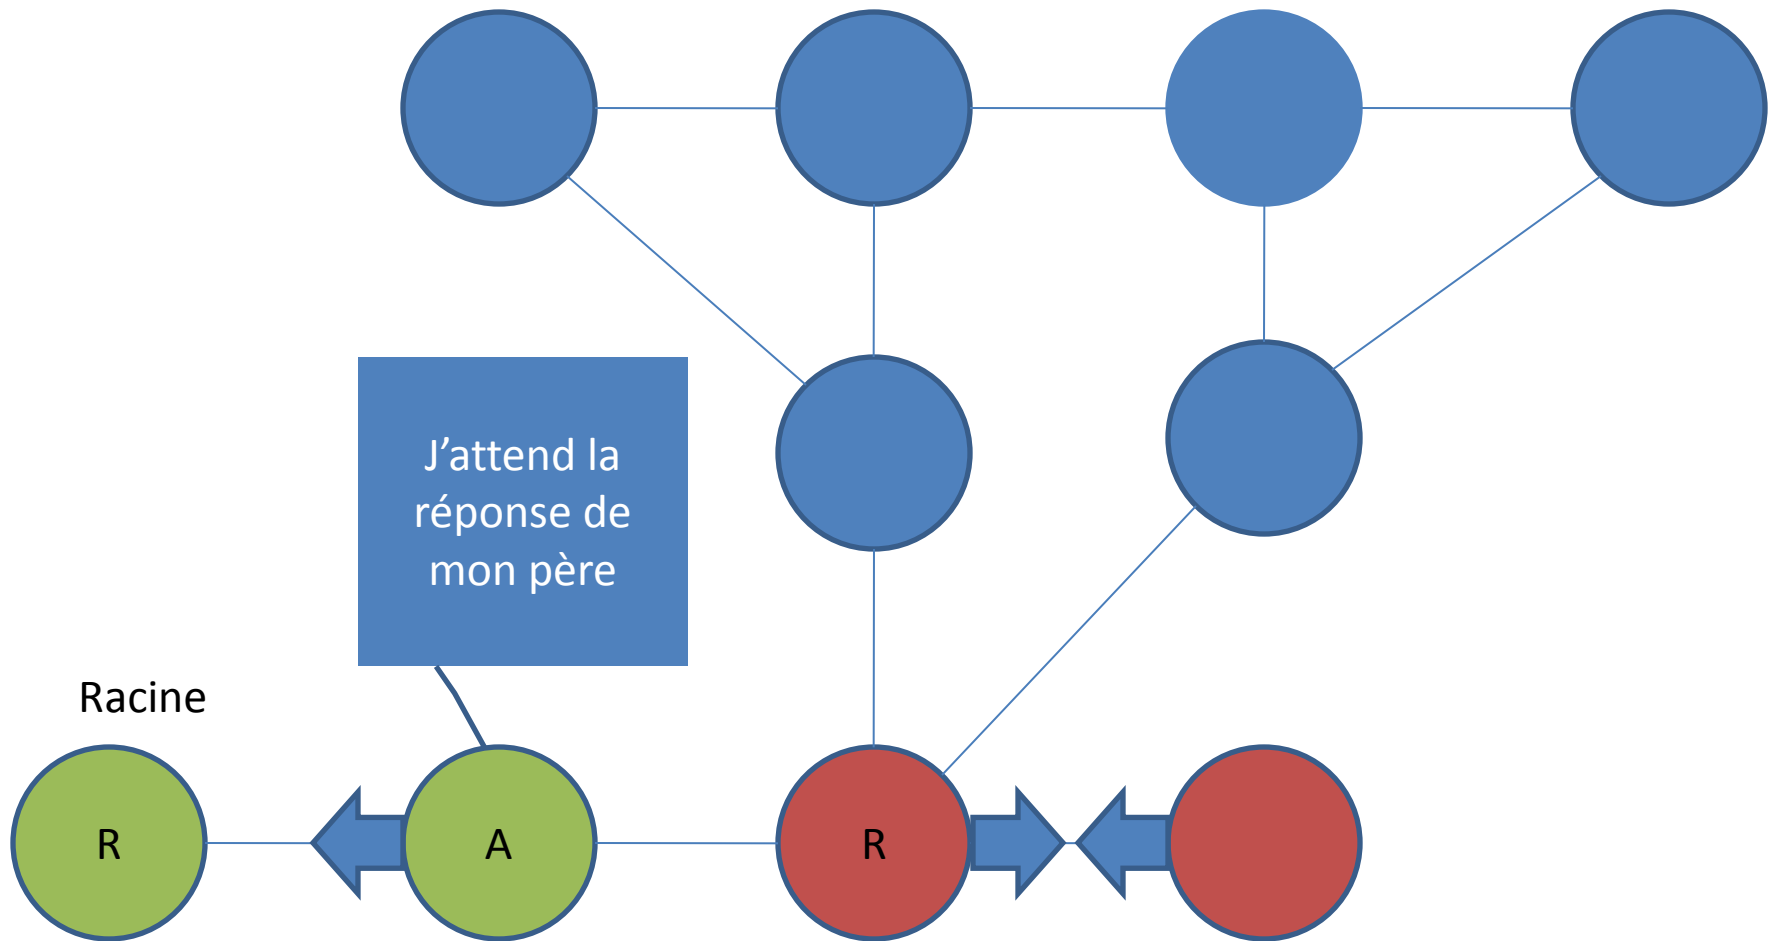 J’attend la
réponse de
mon père
Racine
R
A
R